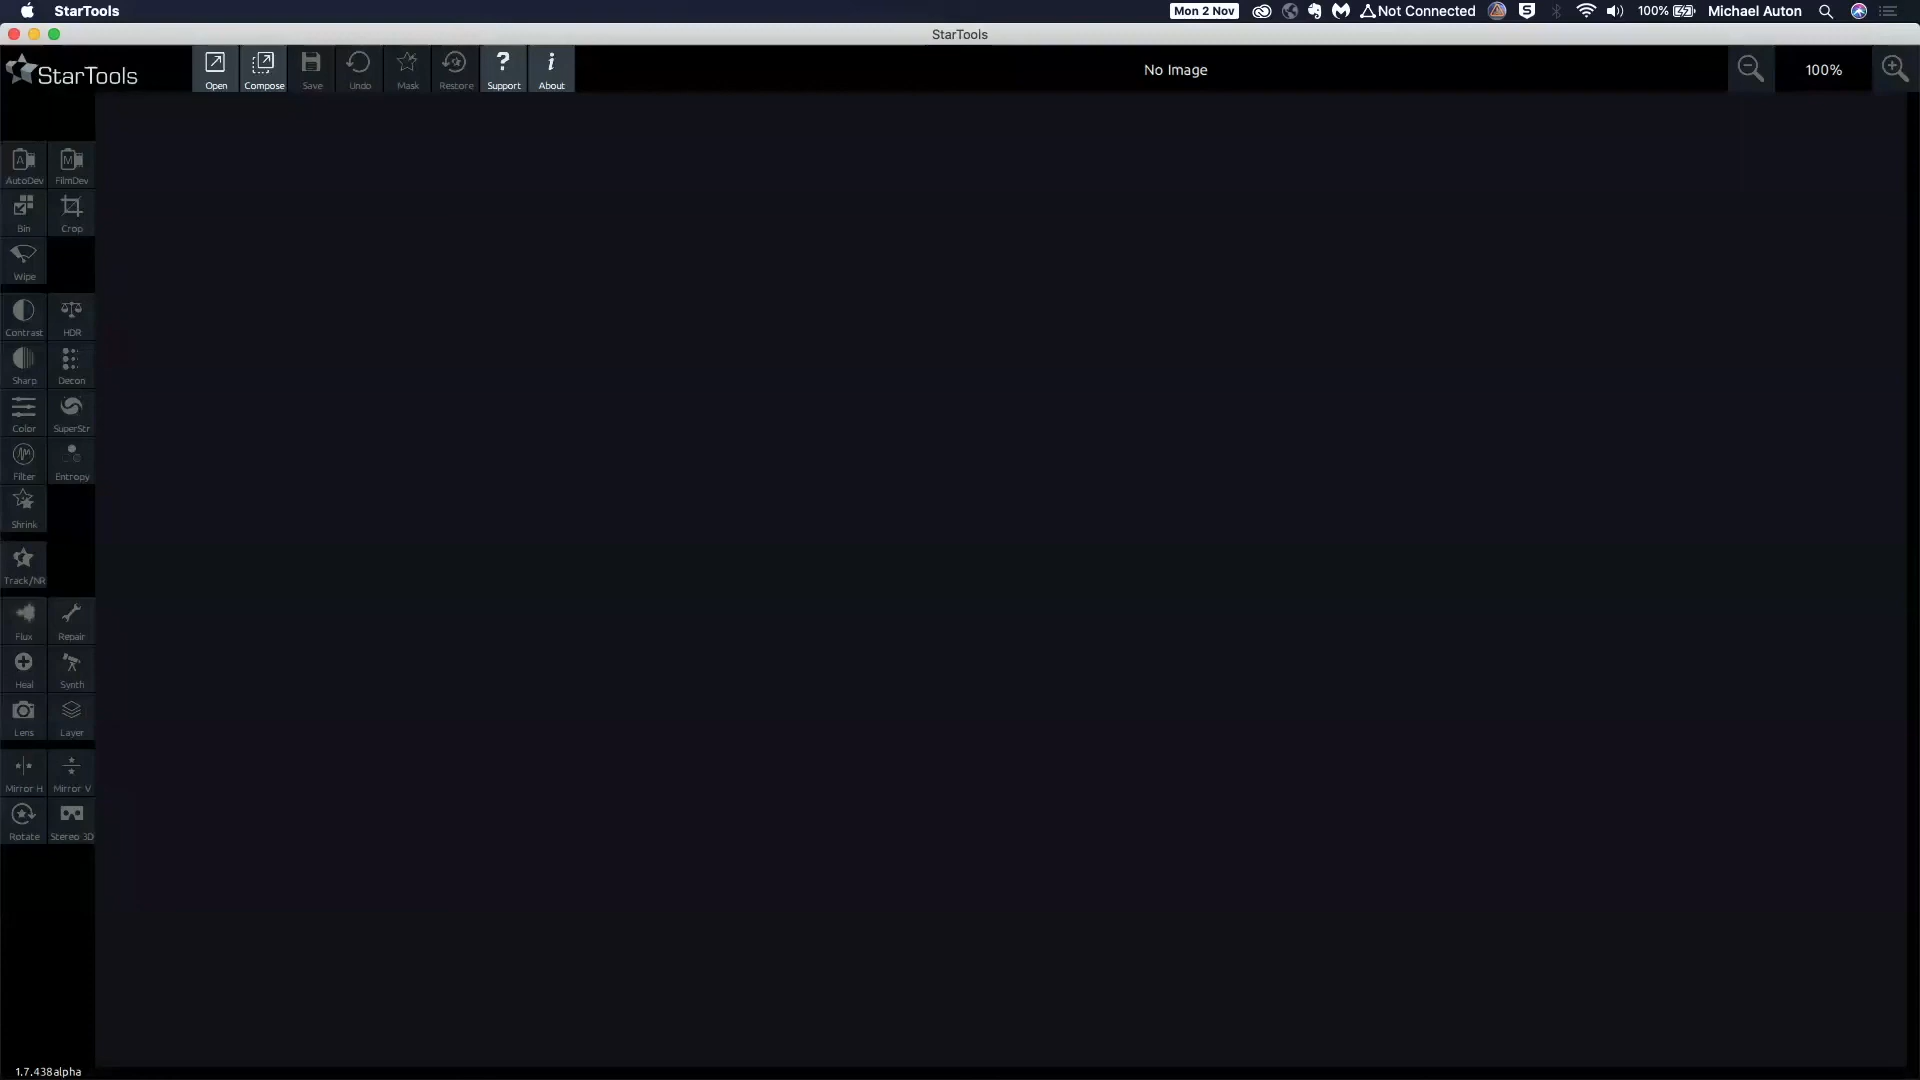 StarTools Mon 2 Nov Not Connected 100% Michael Auton
StarTools
StarTools Open Compose Save Undo Mask Restore Support About No Image 100%
AutoDev FilmDev
Bin Crop
Wipe
Contrast HDR
Sharp Decon
Color SuperStr
Filter Entropy
Shrink
Track/NR
Flux Repair
Heal Synth
Lens Layer
Mirror H Mirror V
Rotate Stereo 3D
1.7.438alpha